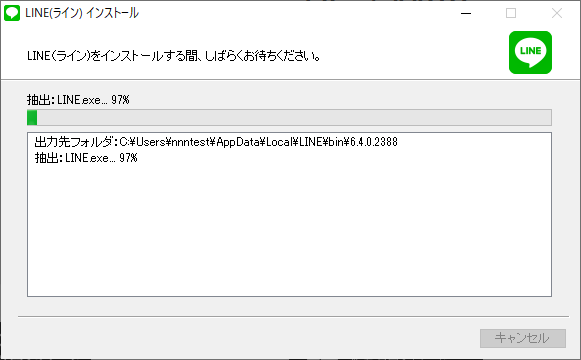 LINE(ライン) インストール
LINE(ライン)をインストールする間、しばらくお待ちください。
LINE
抽出: LINE.exe... 97%
出力先フォルダ: C:¥Users¥nnntest¥AppData¥Local¥LINE¥bin¥6.4.0.2388
抽出: LINE.exe... 97%
キャンセル